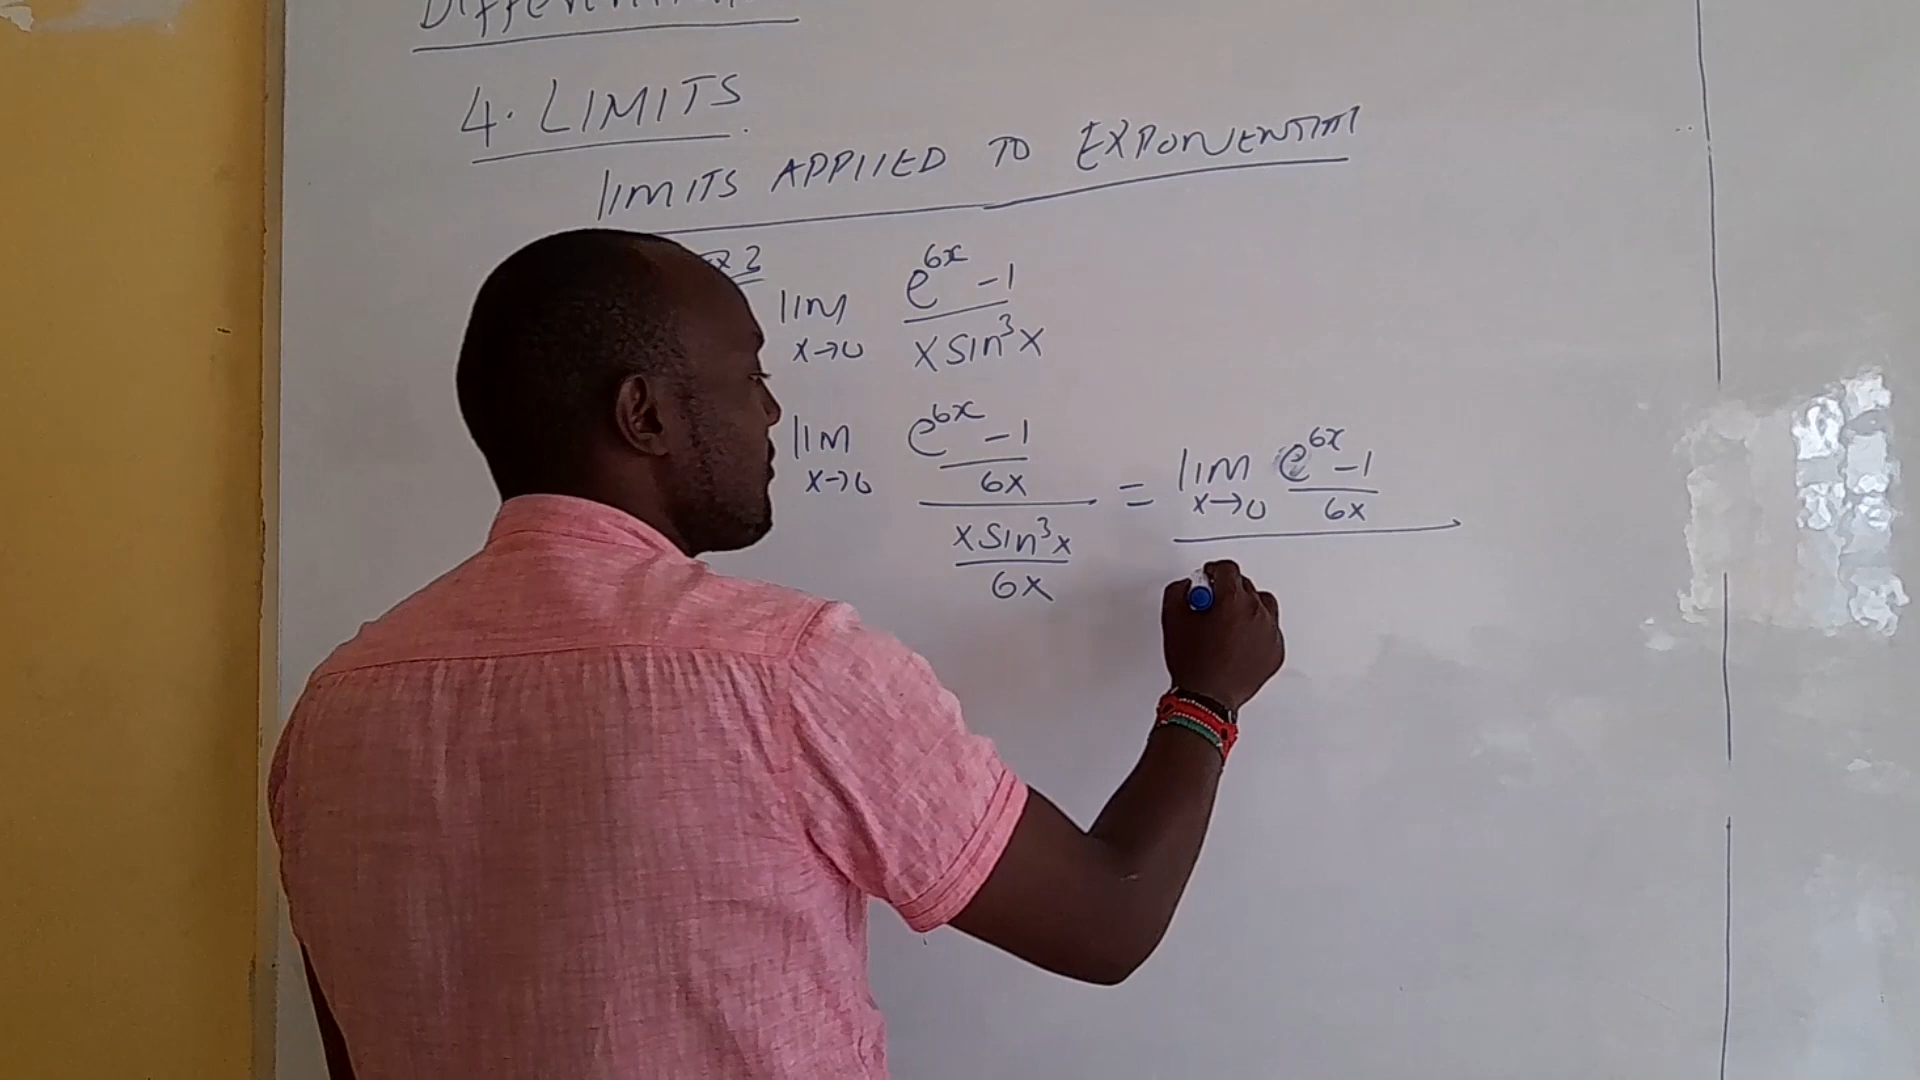 4. LIMITS
LIMITS APPLIED TO EXPONENTIAL
x 2
lim e^6x - 1
x→0 x sin^3 x
lim e^6x - 1 = lim e^6x - 1
x→0 6x x→0 6x
x sin^3 x
6x